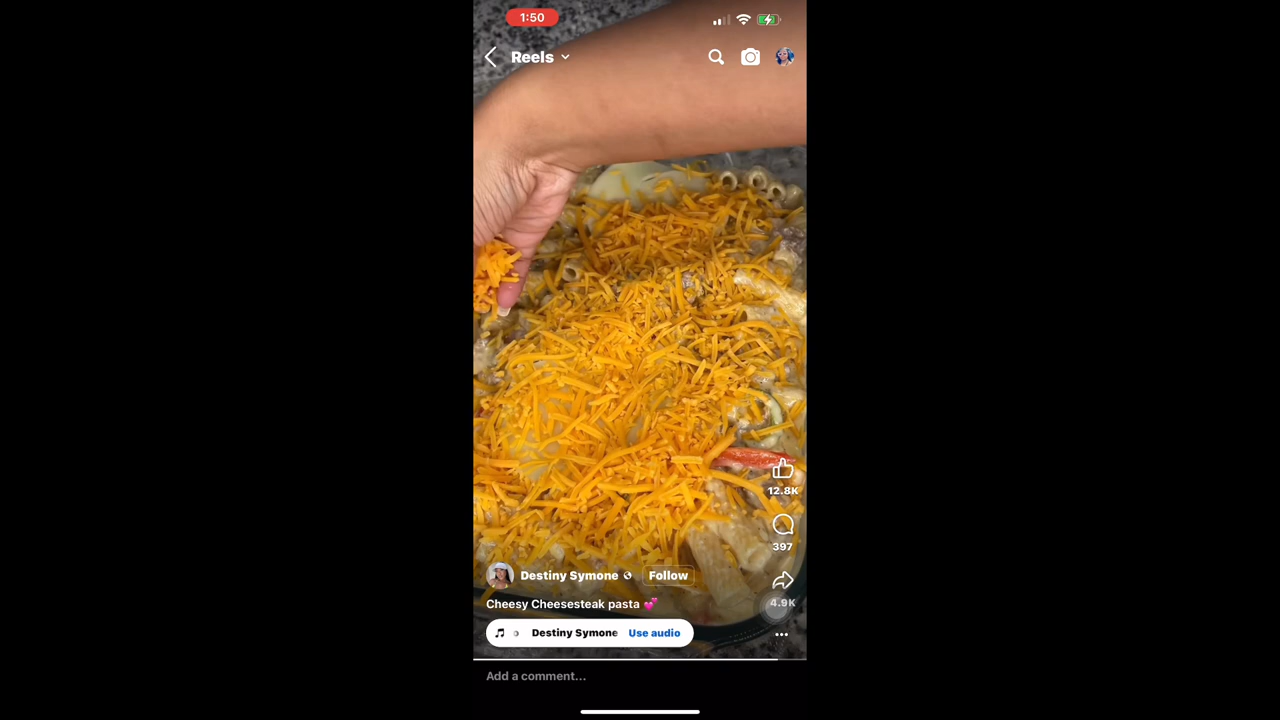 1:50
Reels
12.8K
397
4.9K
Destiny Symone
Follow
Cheesy Cheesesteak pasta 💕
Destiny Symone
Use audio
Add a comment...